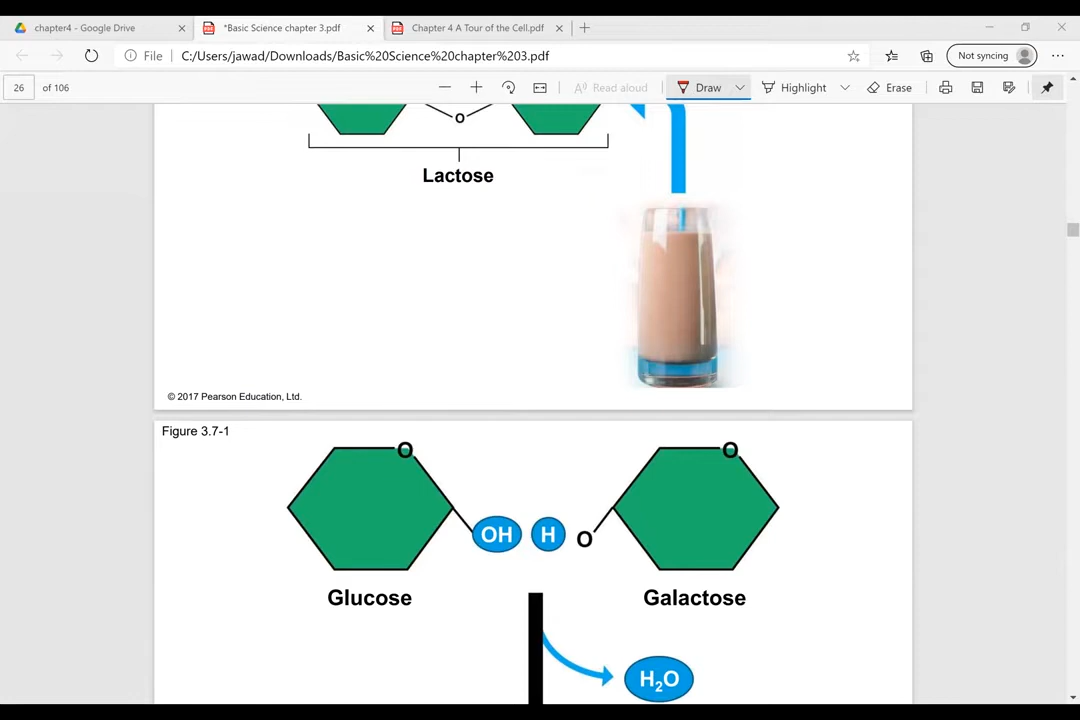 chapter4 - Google Drive
*Basic Science chapter 3.pdf
Chapter 4 A Tour of the Cell.pdf
File
C:/Users/jawad/Downloads/Basic%20Science%20chapter%203.pdf
Not syncing
26
of 106
Read aloud
Draw
Highlight
Erase
O
Lactose
© 2017 Pearson Education, Ltd.
Figure 3.7-1
O
O
OH
H
O
Glucose
Galactose
H₂O